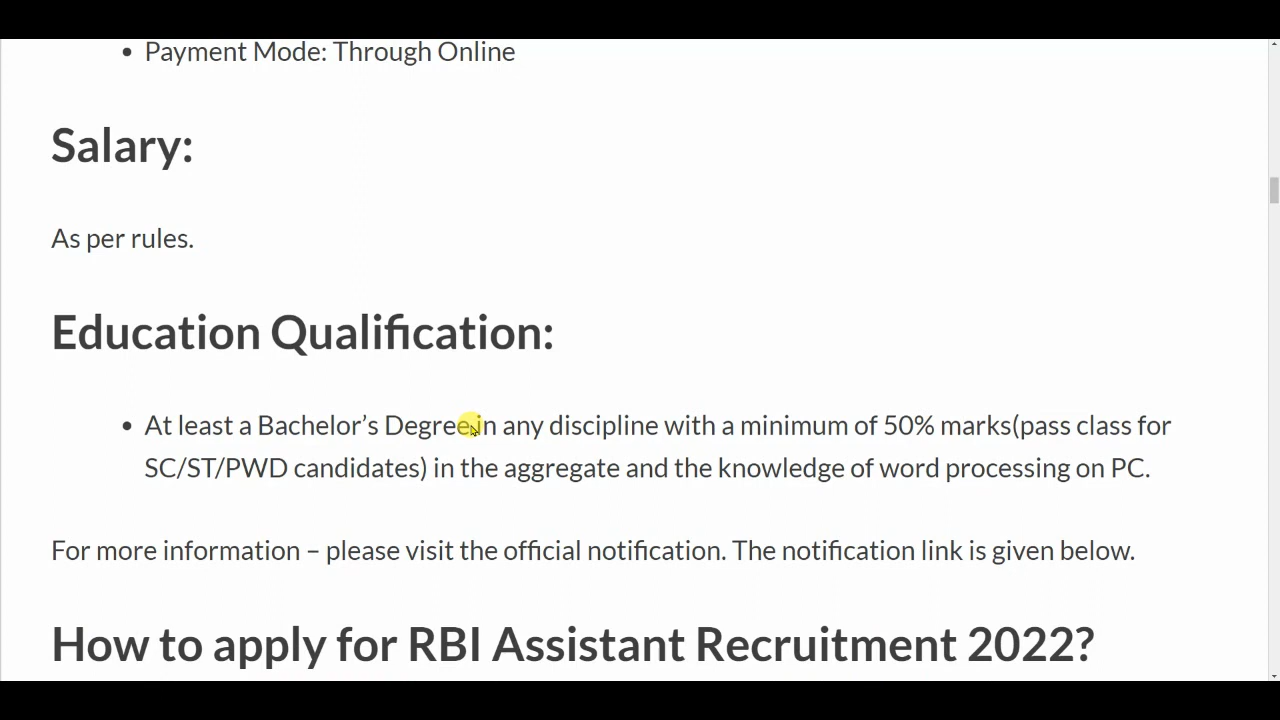 • Payment Mode: Through Online
Salary:
As per rules.
Education Qualification:
• At least a Bachelor’s Degree in any discipline with a minimum of 50% marks(pass class for
SC/ST/PWD candidates) in the aggregate and the knowledge of word processing on PC.
For more information – please visit the official notification. The notification link is given below.
How to apply for RBI Assistant Recruitment 2022?